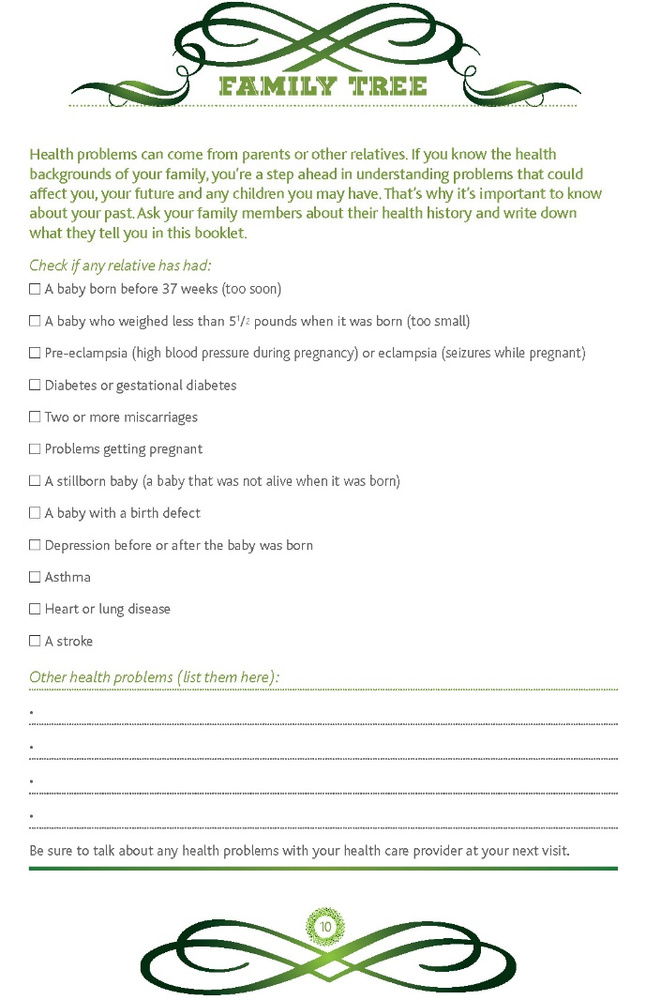 FAMILY TREE
Health problems can come from parents or other relatives. If you know the health
backgrounds of your family, you're a step ahead in understanding problems that could
affect you, your future and any children you may have. That's why it's important to know
about your past. Ask your family members about their health history and write down
what they tell you in this booklet.
Check if any relative has had:
☐ A baby born before 37 weeks (too soon)
☐ A baby who weighed less than 5¹/₂ pounds when it was born (too small)
☐ Pre-eclampsia (high blood pressure during pregnancy) or eclampsia (seizures while pregnant)
☐ Diabetes or gestational diabetes
☐ Two or more miscarriages
☐ Problems getting pregnant
☐ A stillborn baby (a baby that was not alive when it was born)
☐ A baby with a birth defect
☐ Depression before or after the baby was born
☐ Asthma
☐ Heart or lung disease
☐ A stroke
Other health problems (list them here):
•
•
•
•
Be sure to talk about any health problems with your health care provider at your next visit.
10